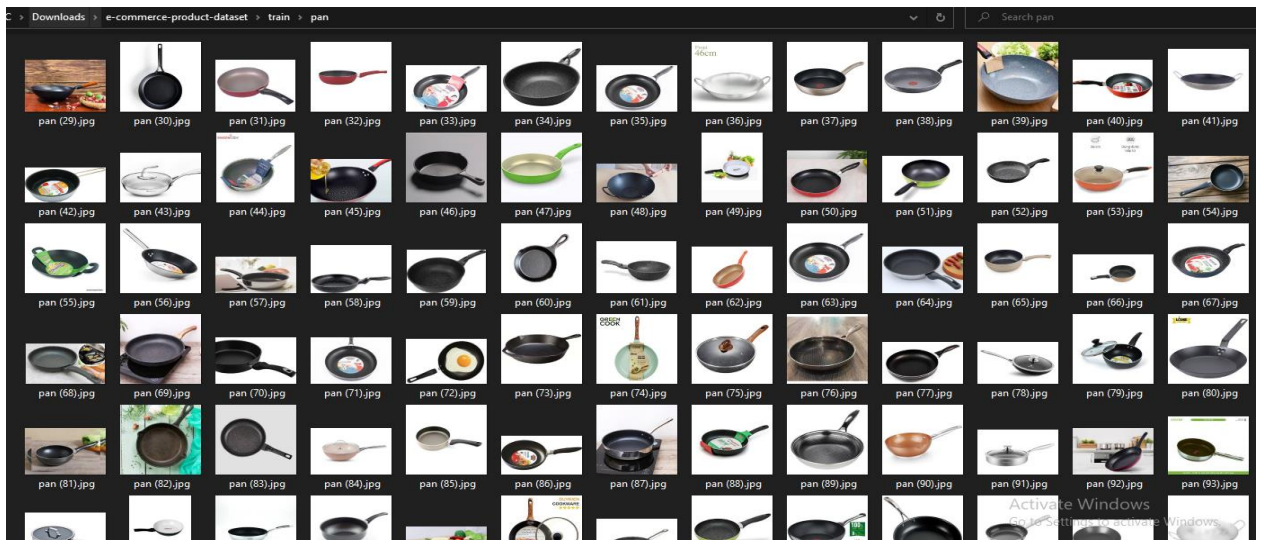 C > Downloads > e-commerce-product-dataset > train > pan
Search pan
46cm
pan (29).jpg pan (30).jpg pan (31).jpg pan (32).jpg pan (33).jpg pan (34).jpg pan (35).jpg pan (36).jpg pan (37).jpg pan (38).jpg pan (39).jpg pan (40).jpg pan (41).jpg
pan (42).jpg pan (43).jpg pan (44).jpg pan (45).jpg pan (46).jpg pan (47).jpg pan (48).jpg pan (49).jpg pan (50).jpg pan (51).jpg pan (52).jpg pan (53).jpg pan (54).jpg
pan (55).jpg pan (56).jpg pan (57).jpg pan (58).jpg pan (59).jpg pan (60).jpg pan (61).jpg pan (62).jpg pan (63).jpg pan (64).jpg pan (65).jpg pan (66).jpg pan (67).jpg
GREEN
COOK
pan (68).jpg pan (69).jpg pan (70).jpg pan (71).jpg pan (72).jpg pan (73).jpg pan (74).jpg pan (75).jpg pan (76).jpg pan (77).jpg pan (78).jpg pan (79).jpg pan (80).jpg
pan (81).jpg pan (82).jpg pan (83).jpg pan (84).jpg pan (85).jpg pan (86).jpg pan (87).jpg pan (88).jpg pan (89).jpg pan (90).jpg pan (91).jpg pan (92).jpg pan (93).jpg
COOKWARE
Activate Windows
Go to Settings to activate Windows.
100